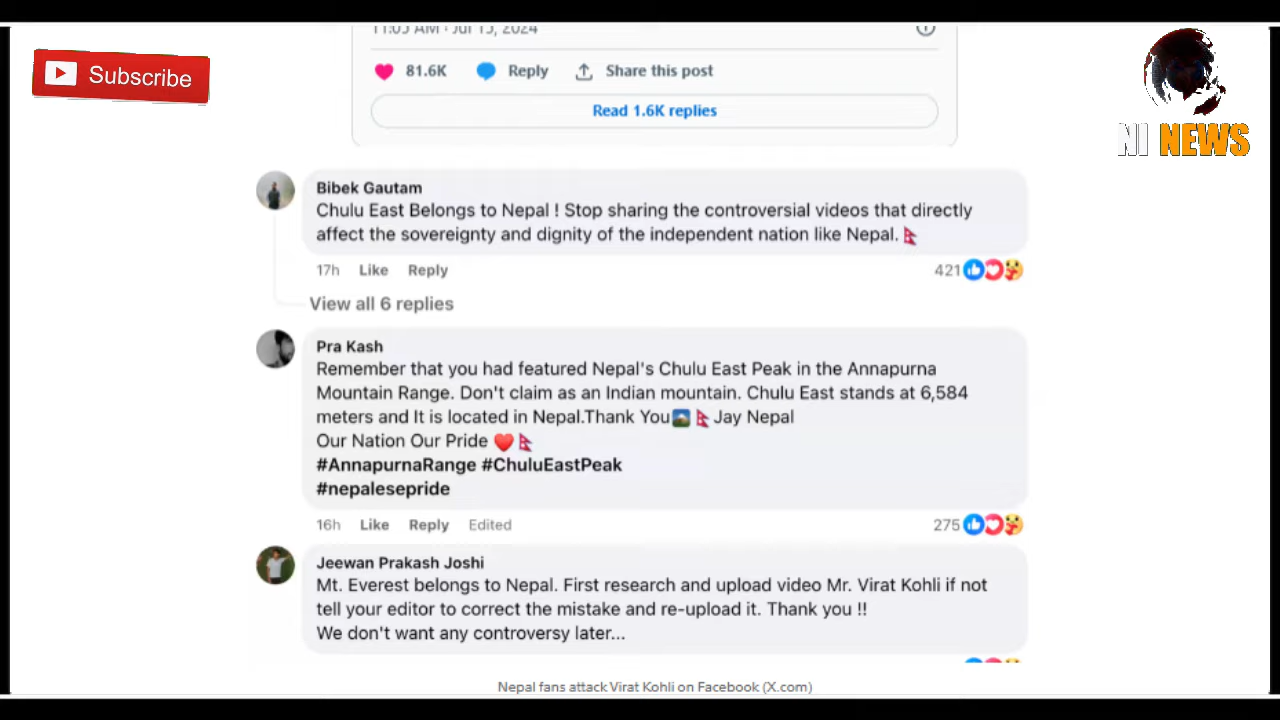 11:05 AM · Jul 15, 2024
Subscribe
81.6K Reply Share this post
Read 1.6K replies
NI NEWS
Bibek Gautam
Chulu East Belongs to Nepal ! Stop sharing the controversial videos that directly
affect the sovereignty and dignity of the independent nation like Nepal.🇳🇵
17h Like Reply 421
View all 6 replies
Pra Kash
Remember that you had featured Nepal's Chulu East Peak in the Annapurna
Mountain Range. Don't claim as an Indian mountain. Chulu East stands at 6,584
meters and It is located in Nepal.Thank You🏔️🇳🇵Jay Nepal
Our Nation Our Pride ❤️🇳🇵
#AnnapurnaRange #ChuluEastPeak
#nepalesepride
16h Like Reply Edited 275
Jeewan Prakash Joshi
Mt. Everest belongs to Nepal. First research and upload video Mr. Virat Kohli if not
tell your editor to correct the mistake and re-upload it. Thank you !!
We don't want any controversy later...
Nepal fans attack Virat Kohli on Facebook (X.com)